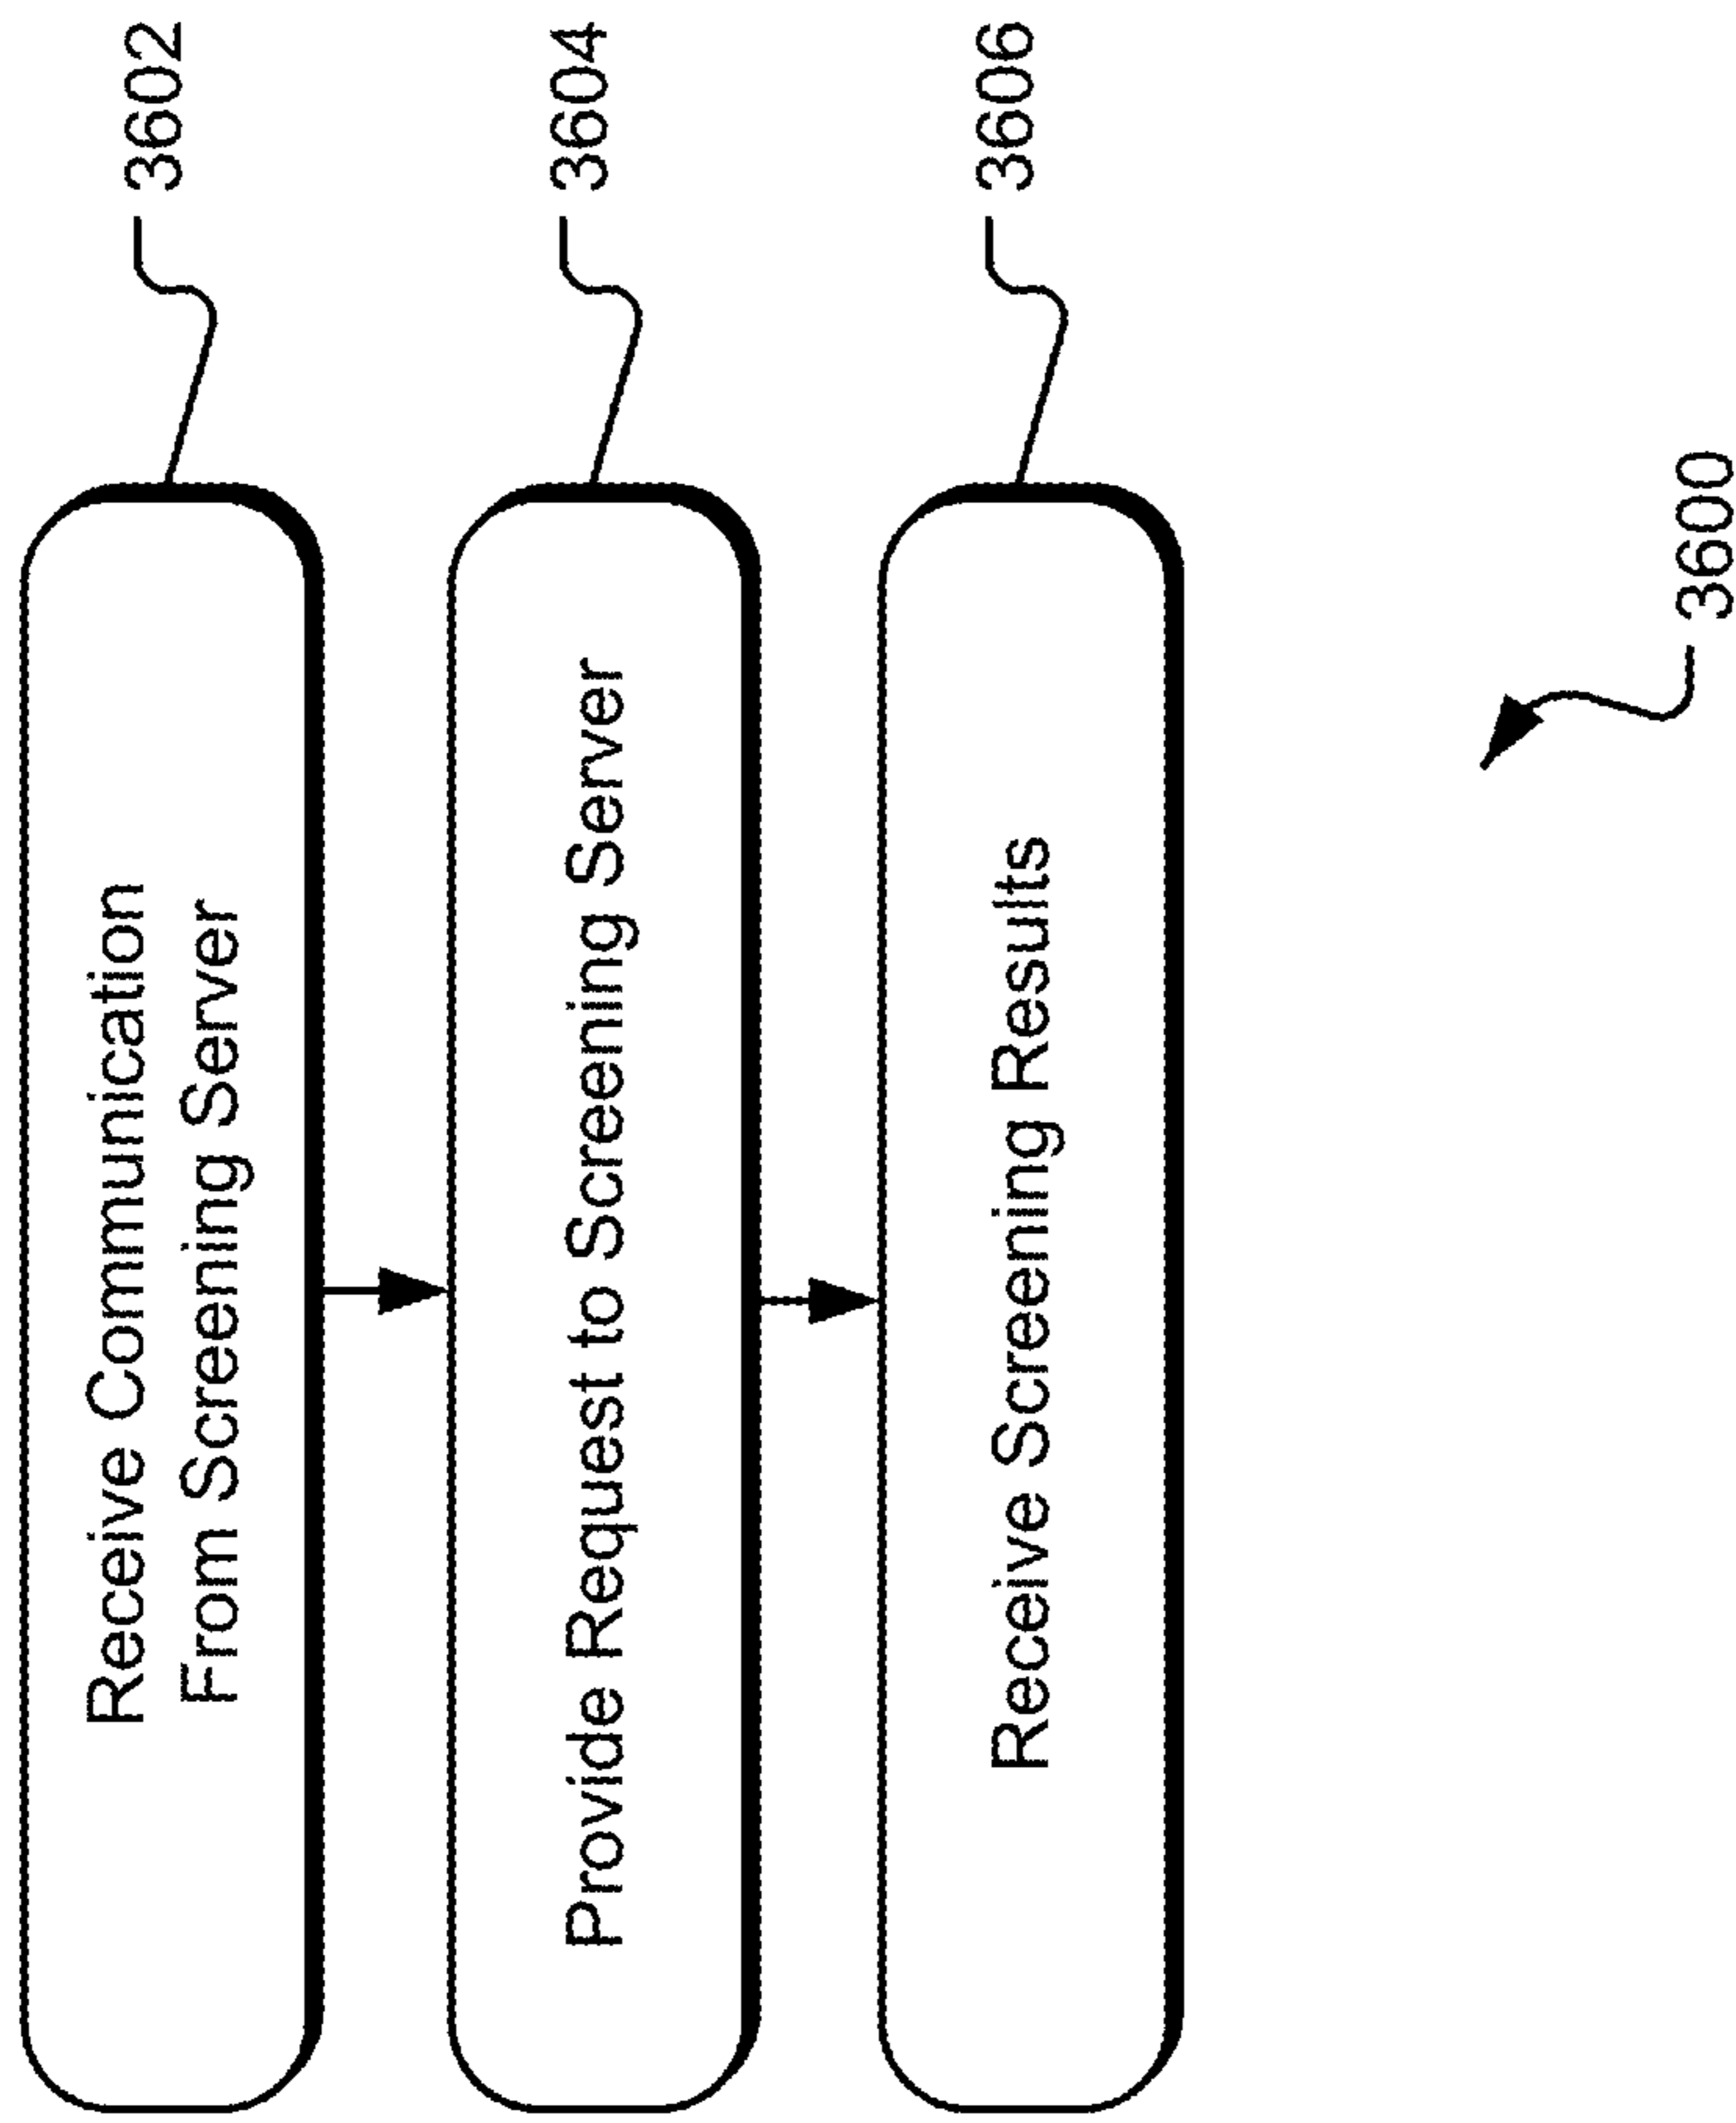 Receive Communication
From Screening Server
3602
Provide Request to Screening Server
3604
Receive Screening Results
3606
3600